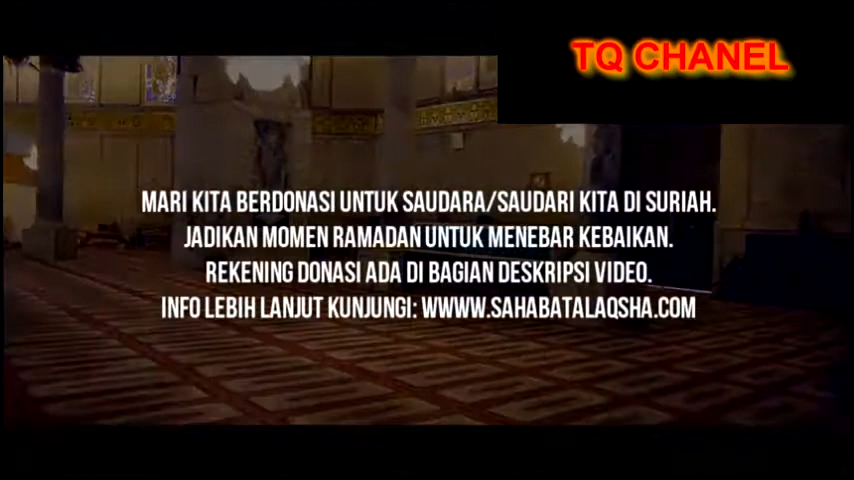 TQ CHANEL
MARI KITA BERDONASI UNTUK SAUDARA/SAUDARI KITA DI SURIAH.
JADIKAN MOMEN RAMADAN UNTUK MENEBAR KEBAIKAN.
REKENING DONASI ADA DI BAGIAN DESKRIPSI VIDEO.
INFO LEBIH LANJUT KUNJUNGI: WWWW.SAHABATALAQSHA.COM